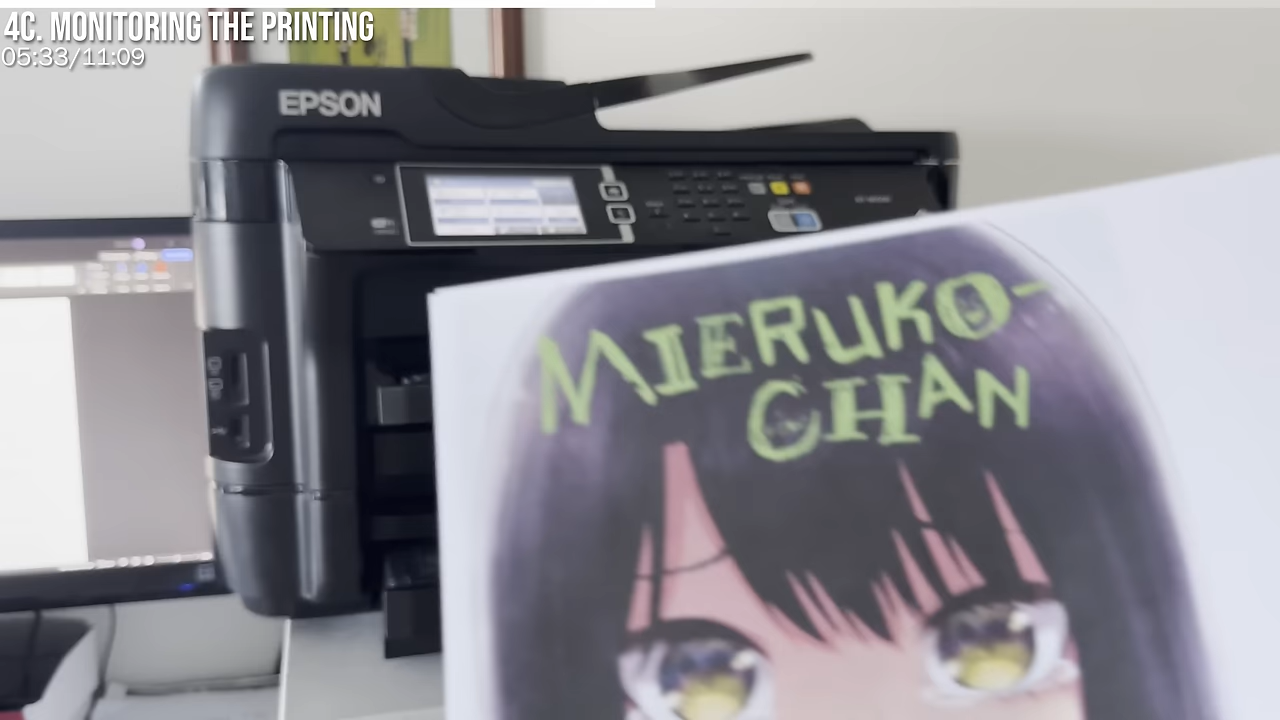 4C. MONITORING THE PRINTING
05:33/11:09
EPSON
MIERUKO-
CHAN